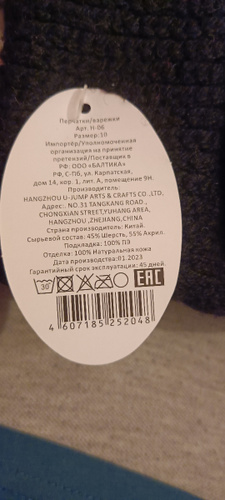 Перчатки/варежки
Арт. Н-06
Размер:10
Импортёр/Уполномоченная
организация на принятие
претензий/Поставщик в
РФ: ООО «БАЛТИКА»
РФ, С-Пб, ул. Карпатская,
дом 14, кор. 1, лит. А, помещение 9Н.
Производитель:
HANGZHOU U-JUMP ARTS & CRAFTS CO.,LTD.
Адрес: NO.31 TANGKANG ROAD ,
CHONGXIAN STREET,YUHANG AREA,
HANGZHOU ,ZHEJIANG,CHINA
Страна производитель: Китай.
Сырьевой состав: 45% Шерсть, 55% Акрил.
Подкладка: 100% ПЭ
Отделка: 100% Натуральная кожа
Дата производства:01.2023
Гарантийный срок эксплуатации: 45 дней.
30° EAC
4 607185 252048